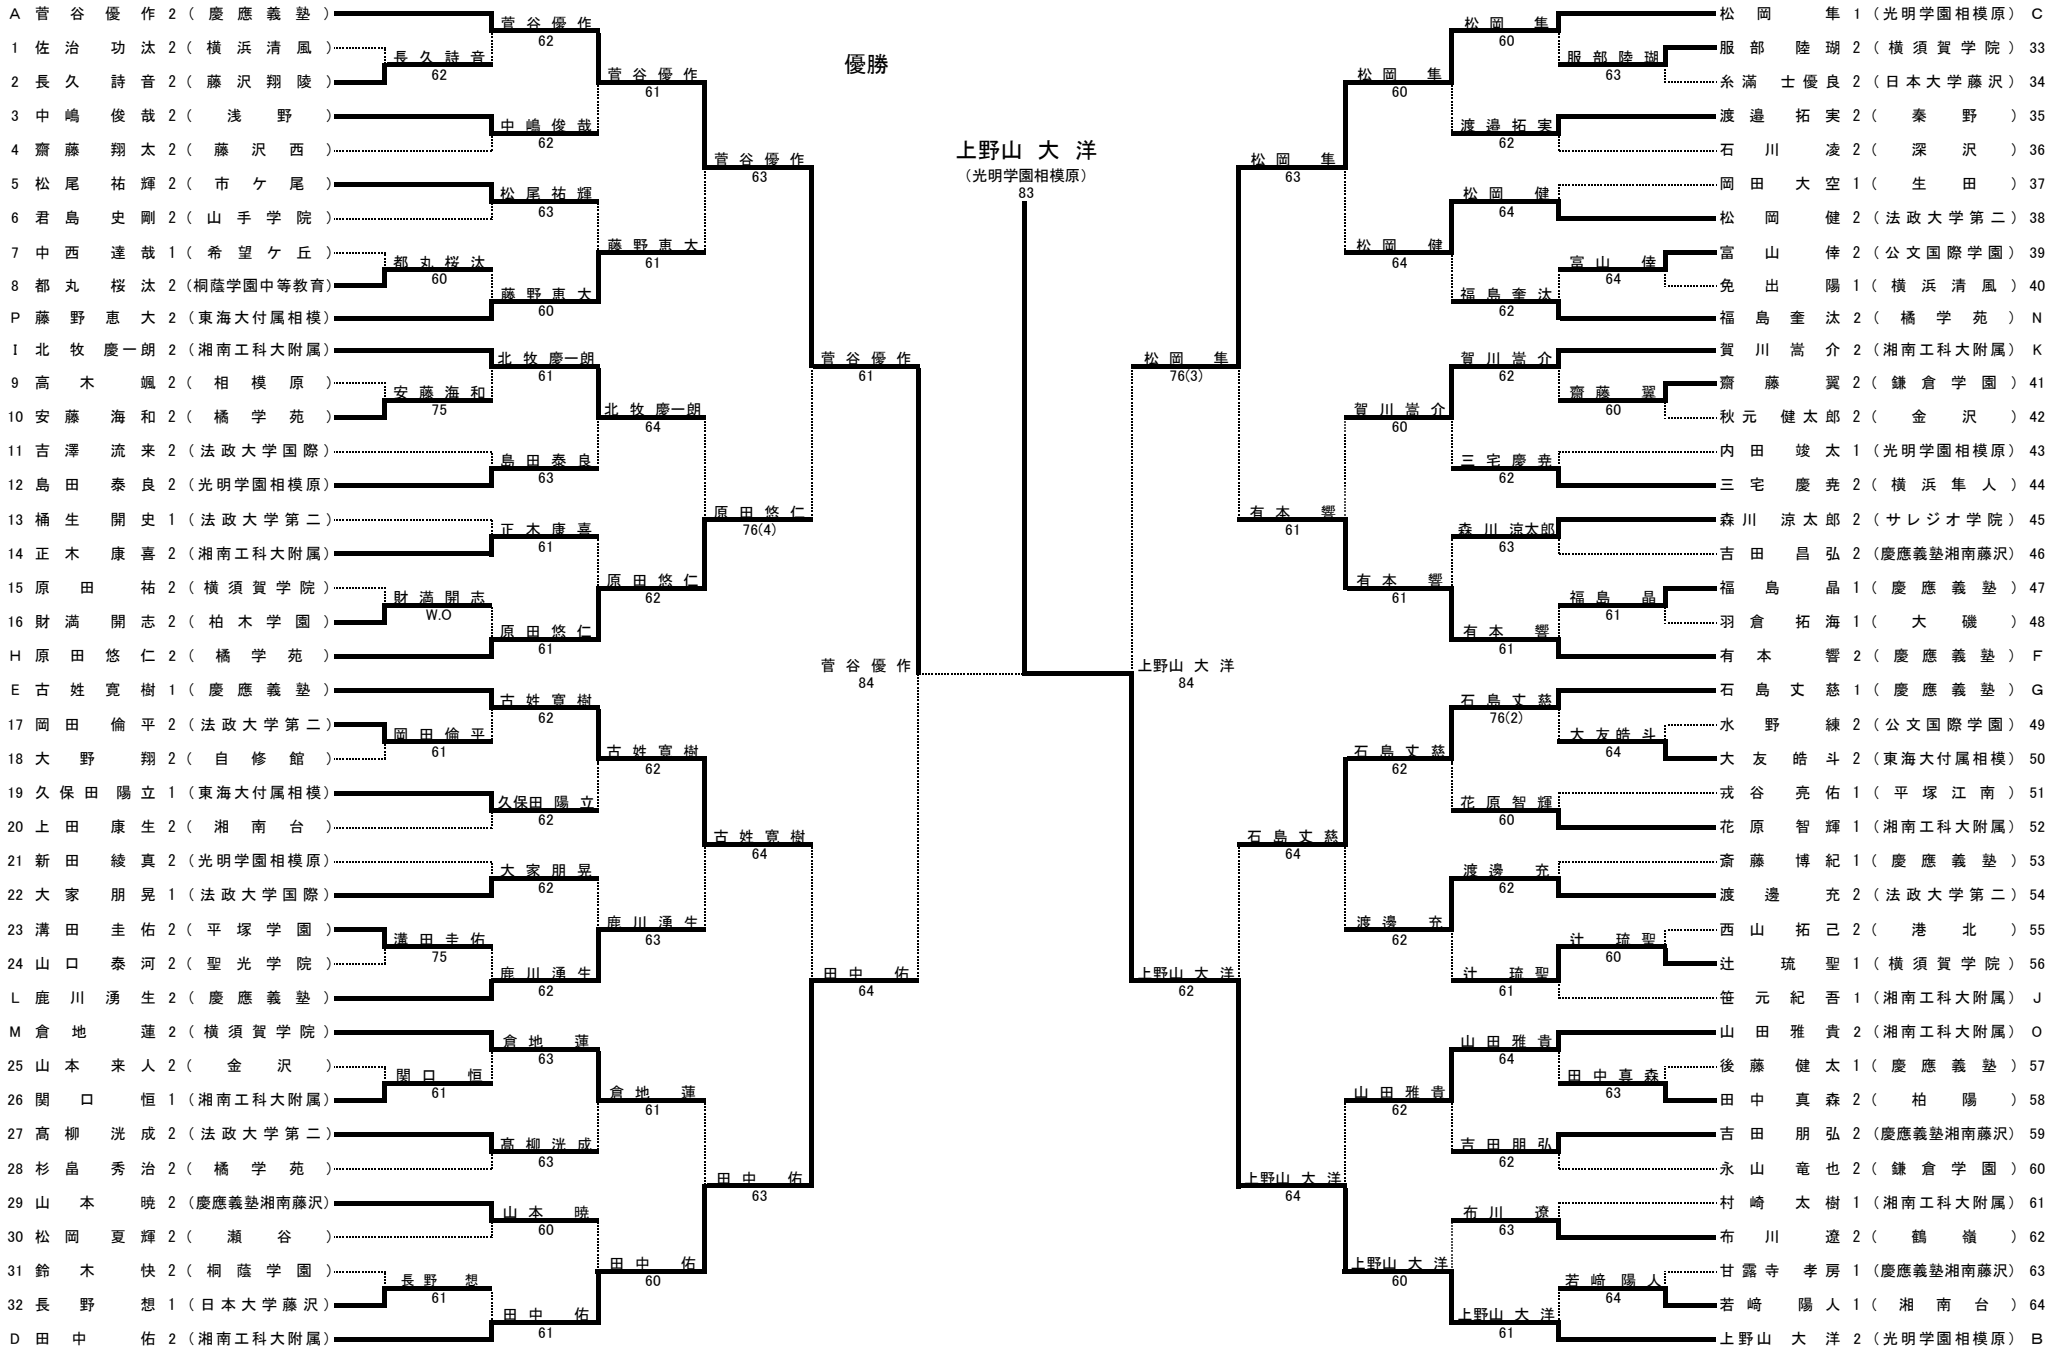 優勝
上野山 大 洋
(光明学園相模原)
83
A 菅 谷 優 作 2 ( 慶 應 義 塾 )
1 佐 治 功 汰 2 ( 横 浜 清 風 )
2 長 久 詩 音 2 ( 藤 沢 翔 陵 )
3 中 嶋 俊 哉 2 ( 浅 野 )
4 齋 藤 翔 太 2 ( 藤 沢 西 )
5 松 尾 祐 輝 2 ( 市 ケ 尾 )
6 君 島 史 剛 2 ( 山 手 学 院 )
7 中 西 達 哉 1 ( 希 望 ケ 丘 )
8 都 丸 桜 汰 2 (桐蔭学園中等教育)
P 藤 野 恵 大 2 (東海大付属相模)
I 北 牧 慶一朗 2 (湘南工科大附属)
9 高 木 颯 2 ( 相 模 原 )
10 安 藤 海 和 2 ( 橘 学 苑 )
11 吉 澤 流 来 2 (法政大学国際)
12 島 田 泰 良 2 (光明学園相模原)
13 桶 生 開 史 1 (法政大学第二)
14 正 木 康 喜 2 (湘南工科大附属)
15 原 田 祐 2 ( 横 須 賀 学 院 )
16 財 満 開 志 2 ( 柏 木 学 園 )
H 原 田 悠 仁 2 ( 橘 学 苑 )
E 古 姓 寛 樹 1 ( 慶 應 義 塾 )
17 岡 田 倫 平 2 (法政大学第二)
18 大 野 翔 2 ( 自 修 館 )
19 久 保 田 陽 立 1 (東海大付属相模)
20 上 田 康 生 2 ( 湘 南 台 )
21 新 田 綾 真 2 (光明学園相模原)
22 大 家 朋 晃 1 (法政大学国際)
23 溝 田 圭 佑 2 ( 平 塚 学 園 )
24 山 口 泰 河 2 ( 聖 光 学 院 )
L 鹿 川 湧 生 2 ( 慶 應 義 塾 )
M 倉 地 蓮 2 ( 横 須 賀 学 院 )
25 山 本 来 人 2 ( 金 沢 )
26 関 口 恒 1 (湘南工科大附属)
27 髙 柳 洸 成 2 (法政大学第二)
28 杉 畠 秀 治 2 ( 橘 学 苑 )
29 山 本 暁 2 (慶應義塾湘南藤沢)
30 松 岡 夏 輝 2 ( 瀬 谷 )
31 鈴 木 快 2 ( 桐 蔭 学 園 )
32 長 野 想 1 (日本大学藤沢)
D 田 中 佑 2 (湘南工科大附属)
長 久 詩 音
62
都 丸 桜 汰
60
安 藤 海 和
75
財 満 開 志
W.O
岡 田 倫 平
61
溝 田 圭 佑
75
関 口 恒
61
長 野 想
61
菅 谷 優 作
62
中 嶋 俊 哉
62
松 尾 祐 輝
63
藤 野 恵 大
60
北 牧 慶一朗
61
島 田 泰 良
63
正 木 康 喜
61
原 田 悠 仁
61
古 姓 寛 樹
62
久保田 陽 立
62
大 家 朋 晃
62
鹿 川 湧 生
62
倉 地 蓮
63
髙 柳 洸 成
63
山 本 暁
60
田 中 佑
61
菅 谷 優 作
61
藤 野 恵 大
61
北 牧 慶一朗
64
原 田 悠 仁
62
古 姓 寛 樹
62
鹿 川 湧 生
63
倉 地 蓮
61
田 中 佑
60
菅 谷 優 作
63
原 田 悠 仁
76(4)
古 姓 寛 樹
64
田 中 佑
63
菅 谷 優 作
61
田 中 佑
64
菅 谷 優 作
84
上野山 大 洋
84
松 岡 隼
76(3)
上野山 大 洋
62
松 岡 隼
63
有 本 響
61
石 島 丈 慈
64
上野山 大 洋
64
松 岡 隼
60
松 岡 健
64
賀 川 嵩 介
60
有 本 響
61
石 島 丈 慈
62
渡 邊 充
62
山 田 雅 貴
62
上野山 大 洋
60
松 岡 隼
60
渡 邉 拓 実
62
松 岡 健
64
福 島 奎 汰
62
賀 川 嵩 介
62
三 宅 慶 尭
62
森 川 涼太郎
63
有 本 響
61
石 島 丈 慈
76(2)
花 原 智 輝
60
渡 邊 充
62
辻 琉 聖
61
山 田 雅 貴
64
吉 田 朋 弘
62
布 川 遼
63
上野山 大 洋
61
服 部 陸 瑚
63
富 山 倖
64
齋 藤 翼
60
福 島 晶
61
大 友 皓 斗
64
辻 琉 聖
60
田 中 真 森
63
若 﨑 陽 人
64
松 岡 隼 1 (光明学園相模原) C
服 部 陸 瑚 2 ( 横 須 賀 学 院 ) 33
糸 滿 士 優 良 2 (日本大学藤沢) 34
渡 邉 拓 実 2 ( 秦 野 ) 35
石 川 凌 2 ( 深 沢 ) 36
岡 田 大 空 1 ( 生 田 ) 37
松 岡 健 2 (法政大学第二) 38
富 山 倖 2 (公文国際学園) 39
免 出 陽 1 ( 横 浜 清 風 ) 40
福 島 奎 汰 2 ( 橘 学 苑 ) N
賀 川 嵩 介 2 (湘南工科大附属) K
齋 藤 翼 2 ( 鎌 倉 学 園 ) 41
秋 元 健 太 郎 2 ( 金 沢 ) 42
内 田 竣 太 1 (光明学園相模原) 43
三 宅 慶 尭 2 ( 横 浜 隼 人 ) 44
森 川 涼 太 郎 2 (サレジオ学院) 45
吉 田 昌 弘 2 (慶應義塾湘南藤沢) 46
福 島 晶 1 ( 慶 應 義 塾 ) 47
羽 倉 拓 海 1 ( 大 磯 ) 48
有 本 響 2 ( 慶 應 義 塾 ) F
石 島 丈 慈 1 ( 慶 應 義 塾 ) G
水 野 練 2 (公文国際学園) 49
大 友 皓 斗 2 (東海大付属相模) 50
戎 谷 亮 佑 1 ( 平 塚 江 南 ) 51
花 原 智 輝 1 (湘南工科大附属) 52
斎 藤 博 紀 1 ( 慶 應 義 塾 ) 53
渡 邊 充 2 (法政大学第二) 54
西 山 拓 己 2 ( 港 北 ) 55
辻 琉 聖 1 ( 横 須 賀 学 院 ) 56
笹 元 紀 吾 1 (湘南工科大附属) J
山 田 雅 貴 2 (湘南工科大附属) O
後 藤 健 太 1 ( 慶 應 義 塾 ) 57
田 中 真 森 2 ( 柏 陽 ) 58
吉 田 朋 弘 2 (慶應義塾湘南藤沢) 59
永 山 竜 也 2 ( 鎌 倉 学 園 ) 60
村 崎 太 樹 1 (湘南工科大附属) 61
布 川 遼 2 ( 鶴 嶺 ) 62
甘 露 寺 孝 房 1 (慶應義塾湘南藤沢) 63
若 﨑 陽 人 1 ( 湘 南 台 ) 64
上野山 大 洋 2 (光明学園相模原) B